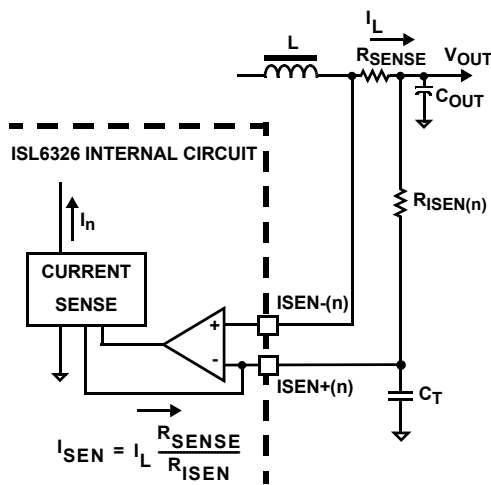 I_L
L
R_SENSE
V_OUT
C_OUT
ISL6326 INTERNAL CIRCUIT
R_ISEN(n)
I_n
CURRENT
SENSE
ISEN-(n)
+
-
ISEN+(n)
C_T
I_SEN = I_L R_SENSE / R_ISEN